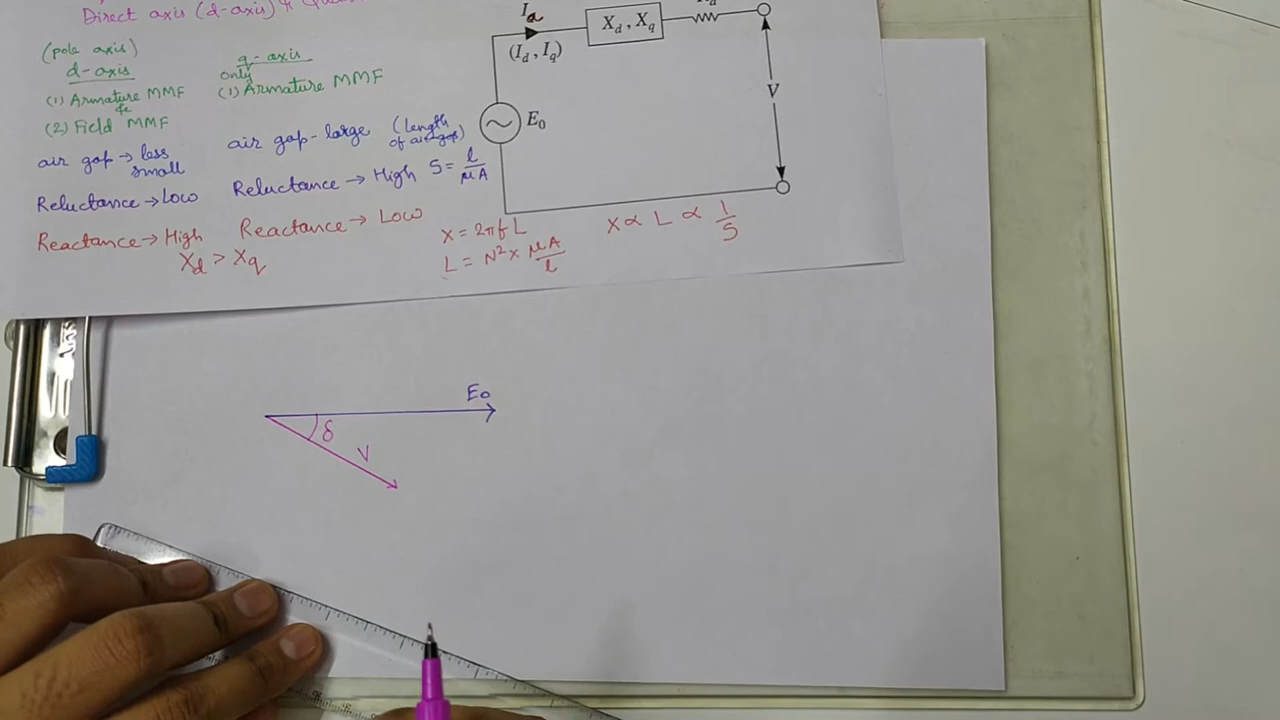 Direct axis (d-axis) &
(pole axis)
d-axis
(1) Armature MMF
&
(2) Field MMF
air gap → less
small
Reluctance → Low
Reactance → High
q-axis
only
(1) Armature MMF
air gap - large (length of air gap)
Reluctance → High S = l/μA
Reactance → Low
Xd > Xq
X = 2πfL
L = N² × μA/l
X ∝ L ∝ 1/S
Ia
(Id, Iq)
Xd, Xq
E0
V
E0
δ
V